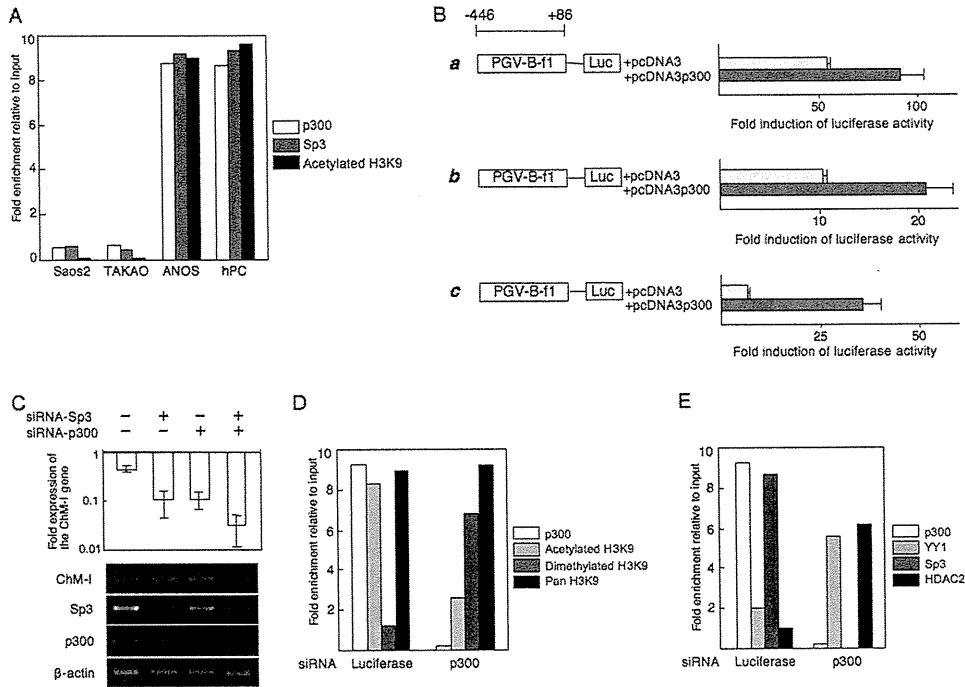 A
Fold enrichment relative to input
10
8
6
4
2
0
Saos2 TAKAO ANOS hPC
p300
Sp3
Acetylated H3K9
B
-446 +86
a
PGV-B-f1 Luc +pcDNA3
+pcDNA3p300
50 100
Fold induction of luciferase activity
b
PGV-B-f1 Luc +pcDNA3
+pcDNA3p300
10 20
Fold induction of luciferase activity
c
PGV-B-f1 Luc +pcDNA3
+pcDNA3p300
25 50
Fold induction of luciferase activity
C
siRNA-Sp3 − + − +
siRNA-p300 − − + +
Fold expression of
the ChM-I gene
1
0.1
0.01
ChM-I
Sp3
p300
β-actin
D
Fold enrichment relative to input
10
8
6
4
2
siRNA Luciferase p300
p300
Acetylated H3K9
Dimethylated H3K9
Pan H3K9
E
Fold enrichment relative to input
10
8
6
4
2
siRNA Luciferase p300
p300
YY1
Sp3
HDAC2